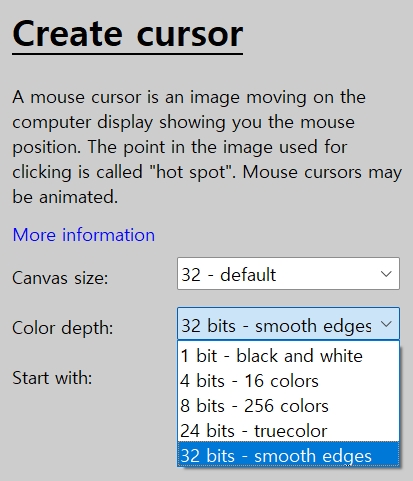 Create cursor
A mouse cursor is an image moving on the
computer display showing you the mouse
position. The point in the image used for
clicking is called "hot spot". Mouse cursors may
be animated.
More information
Canvas size:
32 - default
Color depth:
32 bits - smooth edges
1 bit - black and white
4 bits - 16 colors
Start with:
8 bits - 256 colors
24 bits - truecolor
32 bits - smooth edges